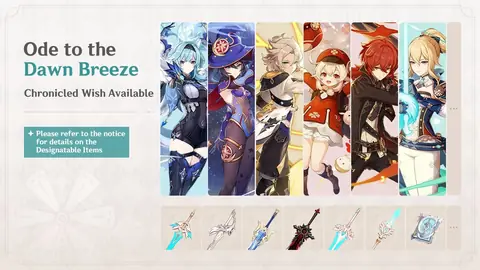 Ode to the
Dawn Breeze
Chronicled Wish Available
✦ Please refer to the notice
for details on the
Designatable Items
...
...